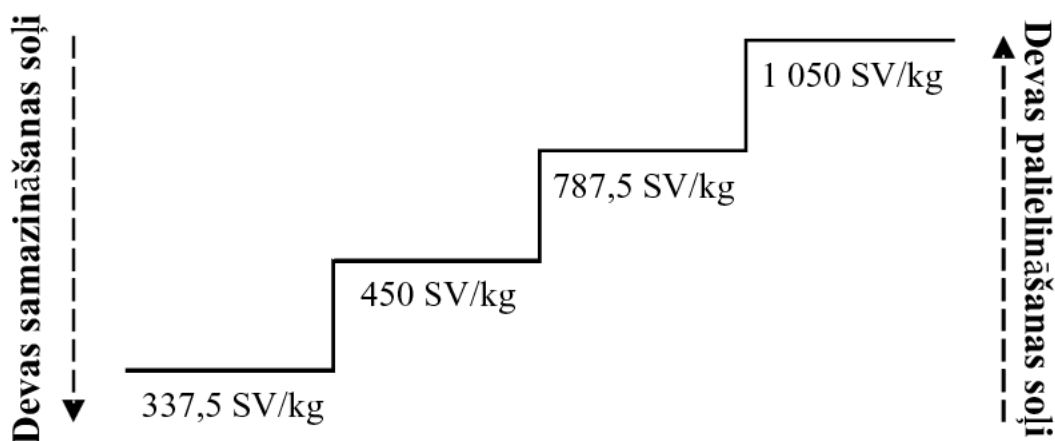 Devas samazināšanas soļi
1 050 SV/kg
787,5 SV/kg
450 SV/kg
337,5 SV/kg
Devas palielināšanas soļi